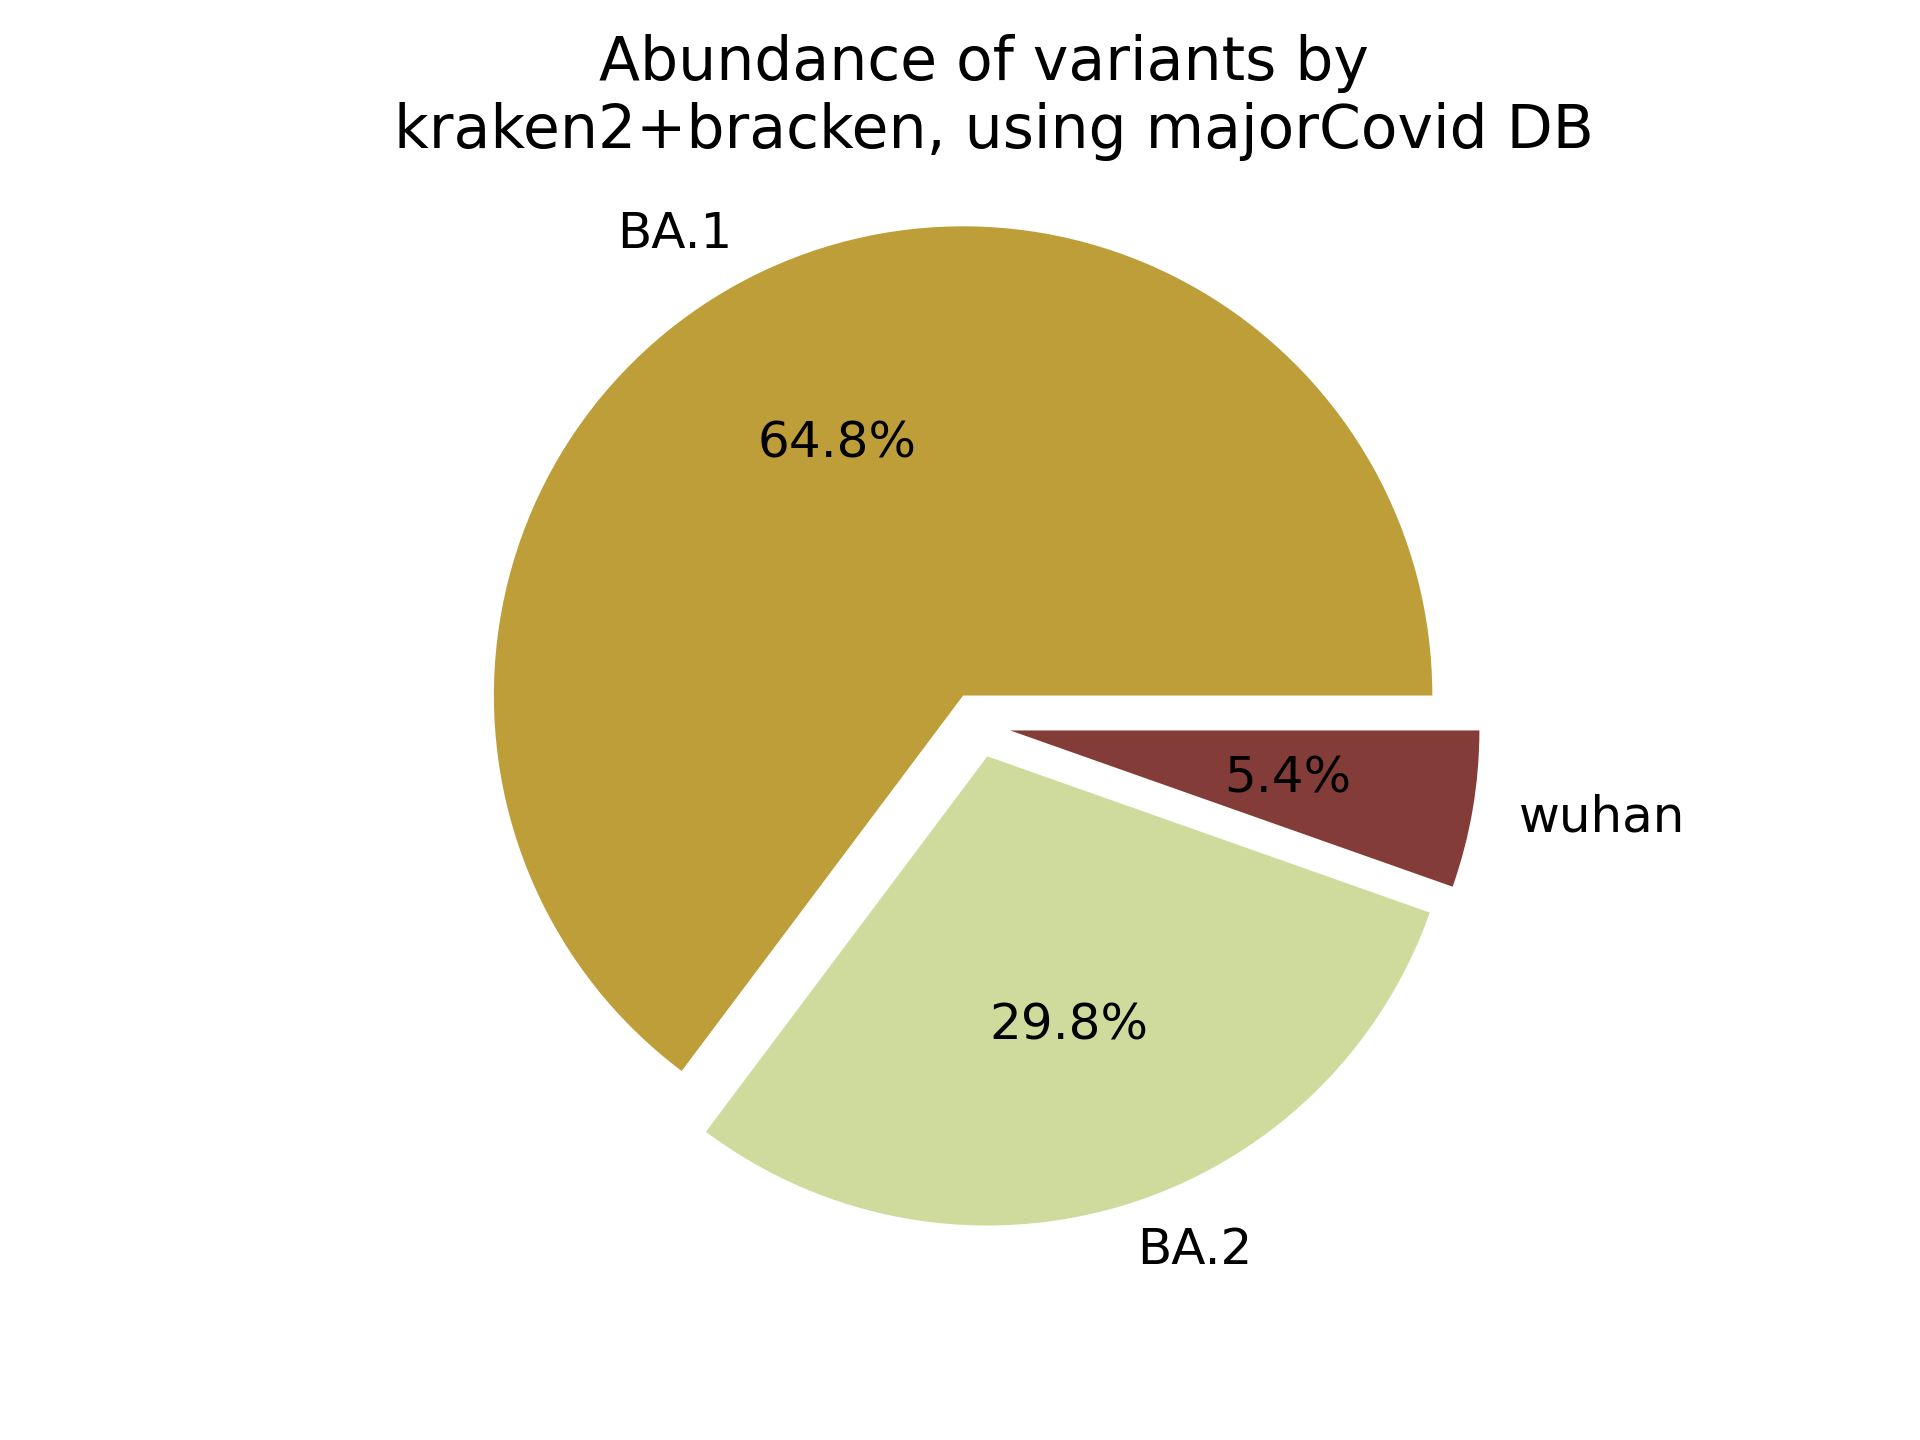 Abundance of variants by
kraken2+bracken, using majorCovid DB
BA.1
64.8%
5.4%
wuhan
29.8%
BA.2